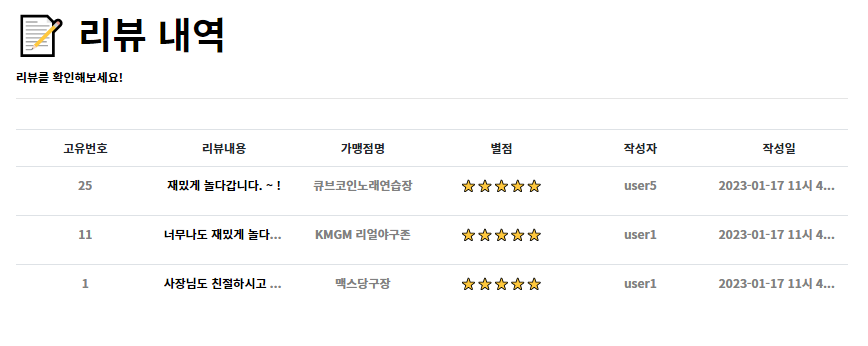 리뷰 내역
리뷰를 확인해보세요!
고유번호 리뷰내용 가맹점명 별점 작성자 작성일
25 재밌게 놀다갑니다. ~ ! 큐브코인노래연습장 user5 2023-01-17 11시 4...
11 너무나도 재밌게 놀다... KMGM 리얼야구존 user1 2023-01-17 11시 4...
1 사장님도 친절하시고 ... 맥스당구장 user1 2023-01-17 11시 4...